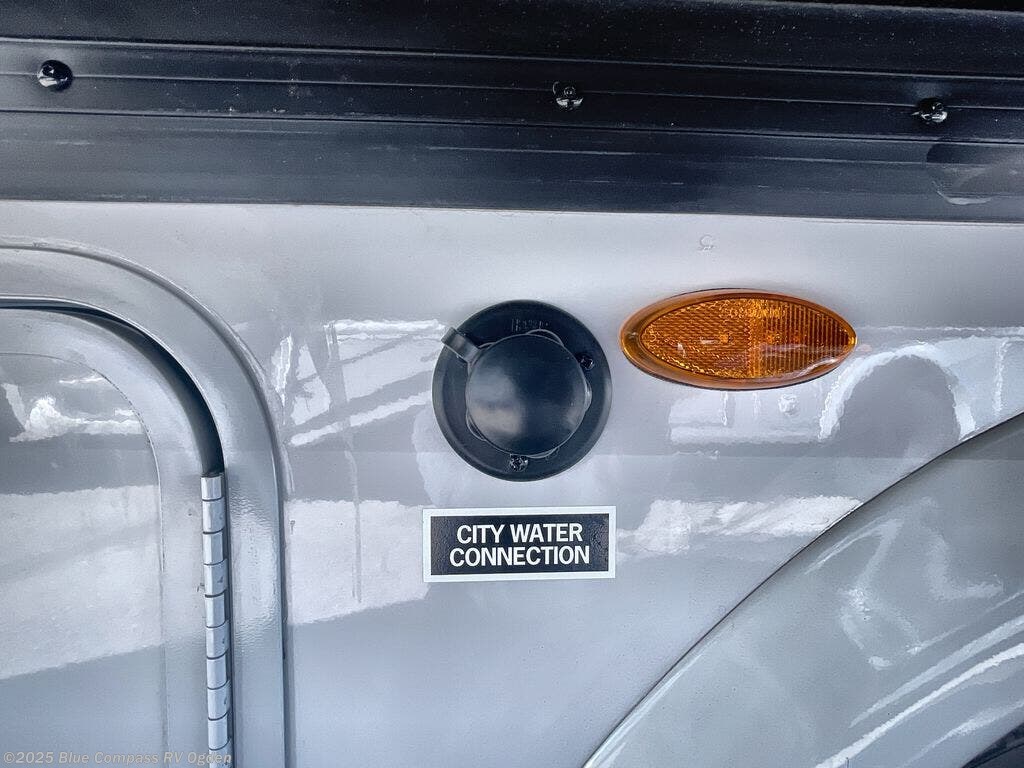 CITY WATER
CONNECTION
©2025 Blue Compass RV Ogden